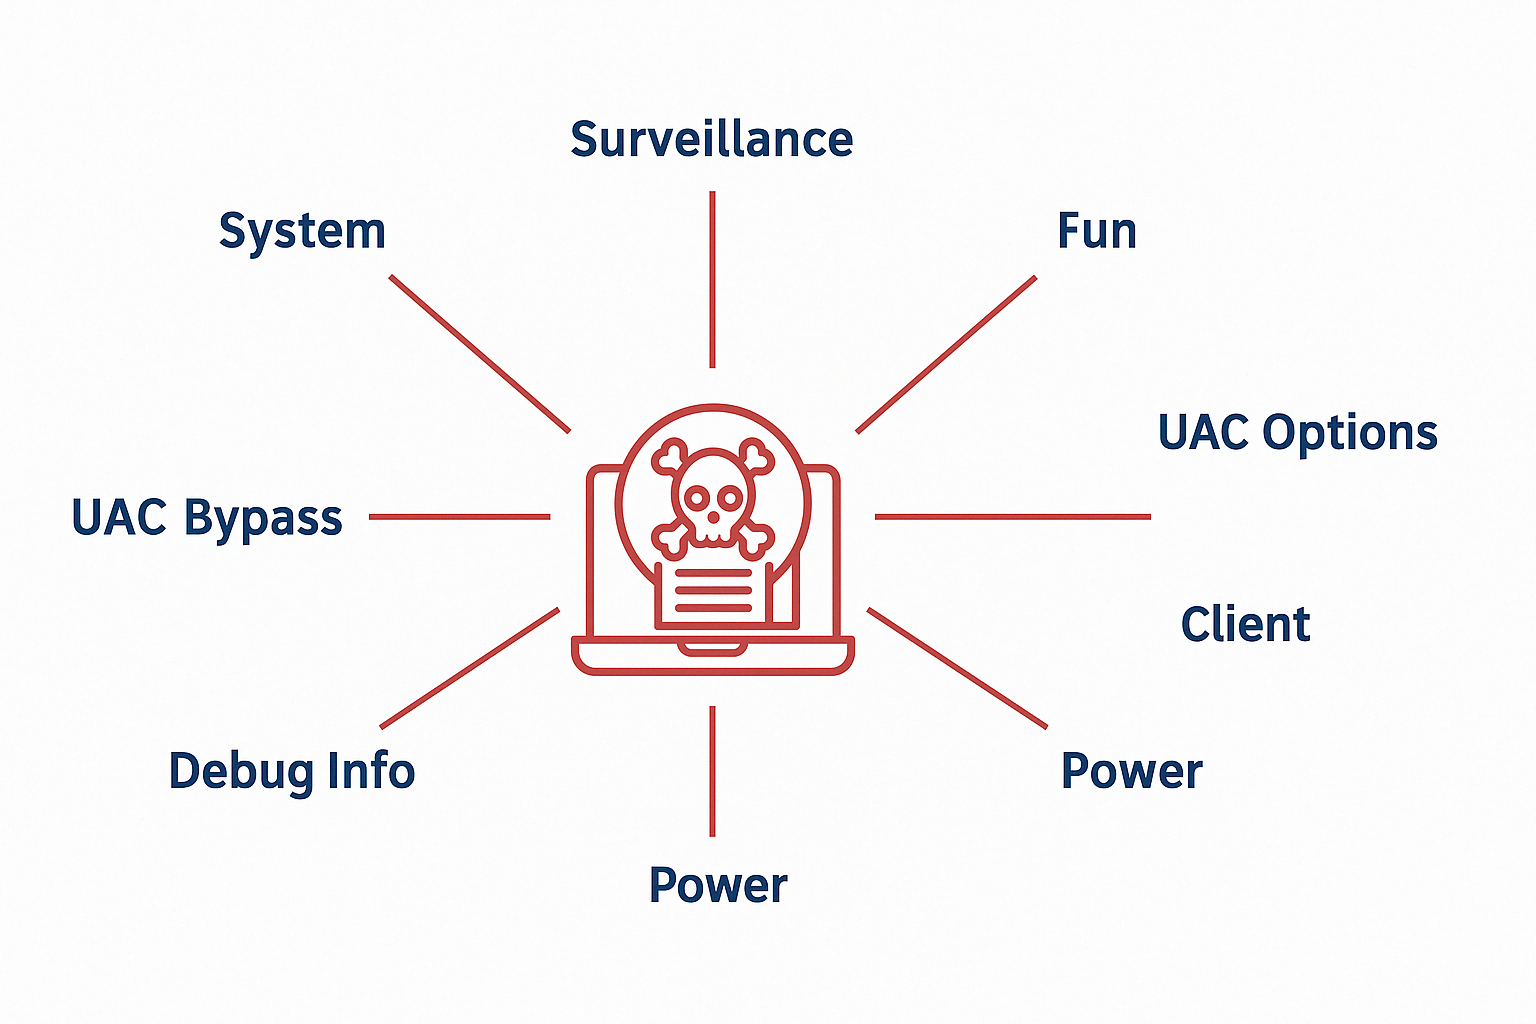 Surveillance
System
Fun
UAC Options
UAC Bypass
Client
Debug Info
Power
Power